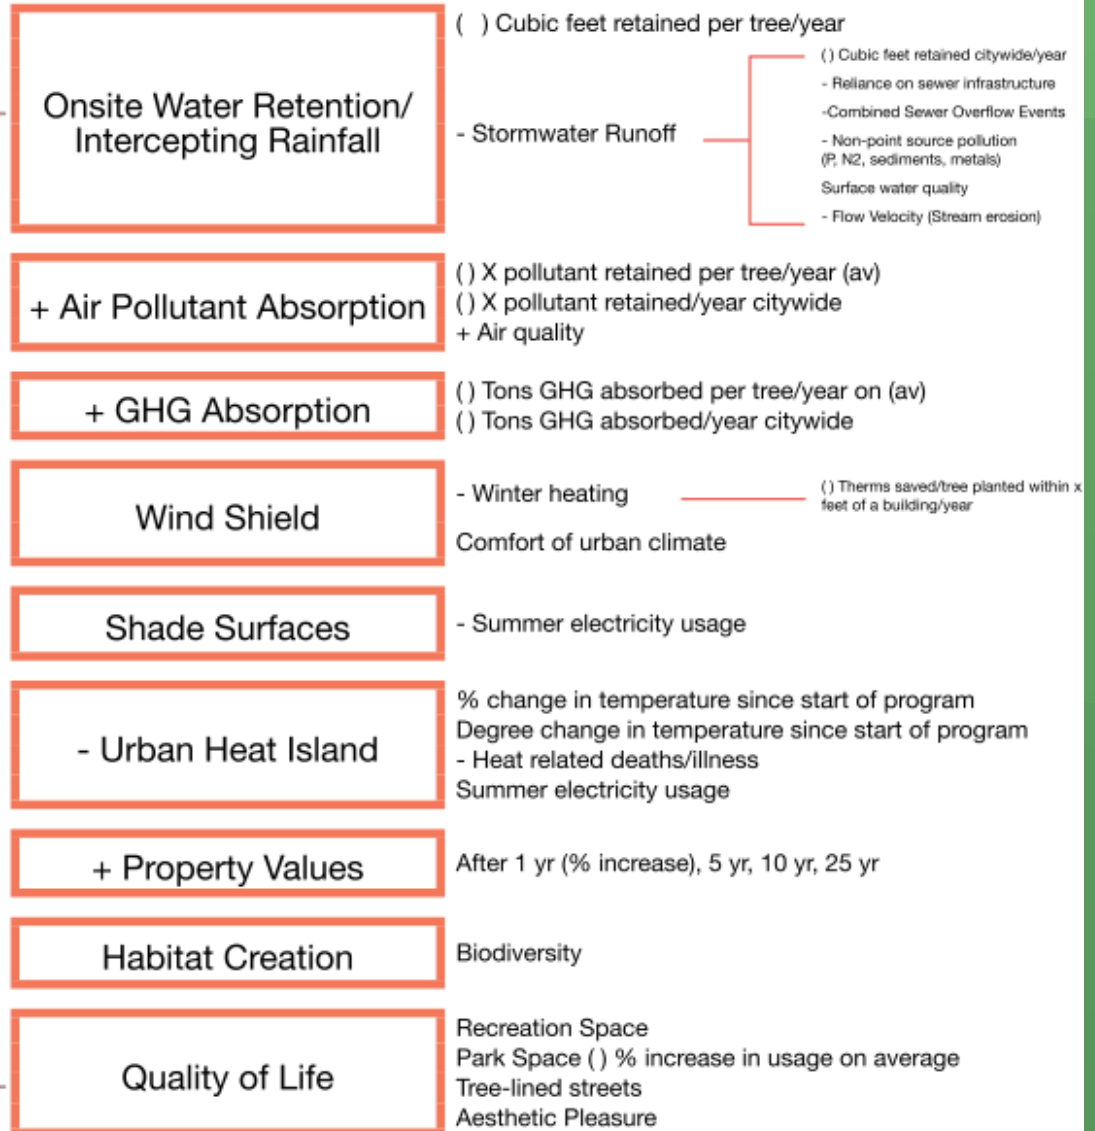 Onsite Water Retention/
Intercepting Rainfall
( ) Cubic feet retained per tree/year
- Stormwater Runoff
( ) Cubic feet retained citywide/year
- Reliance on sewer infrastructure
-Combined Sewer Overflow Events
- Non-point source pollution
(P, N2, sediments, metals)
Surface water quality
- Flow Velocity (Stream erosion)
+ Air Pollutant Absorption
( ) X pollutant retained per tree/year (av)
( ) X pollutant retained/year citywide
+ Air quality
+ GHG Absorption
( ) Tons GHG absorbed per tree/year on (av)
( ) Tons GHG absorbed/year citywide
Wind Shield
- Winter heating
( ) Therms saved/tree planted within x
feet of a building/year
Comfort of urban climate
Shade Surfaces
- Summer electricity usage
- Urban Heat Island
% change in temperature since start of program
Degree change in temperature since start of program
- Heat related deaths/illness
Summer electricity usage
+ Property Values
After 1 yr (% increase), 5 yr, 10 yr, 25 yr
Habitat Creation
Biodiversity
Quality of Life
Recreation Space
Park Space ( ) % increase in usage on average
Tree-lined streets
Aesthetic Pleasure